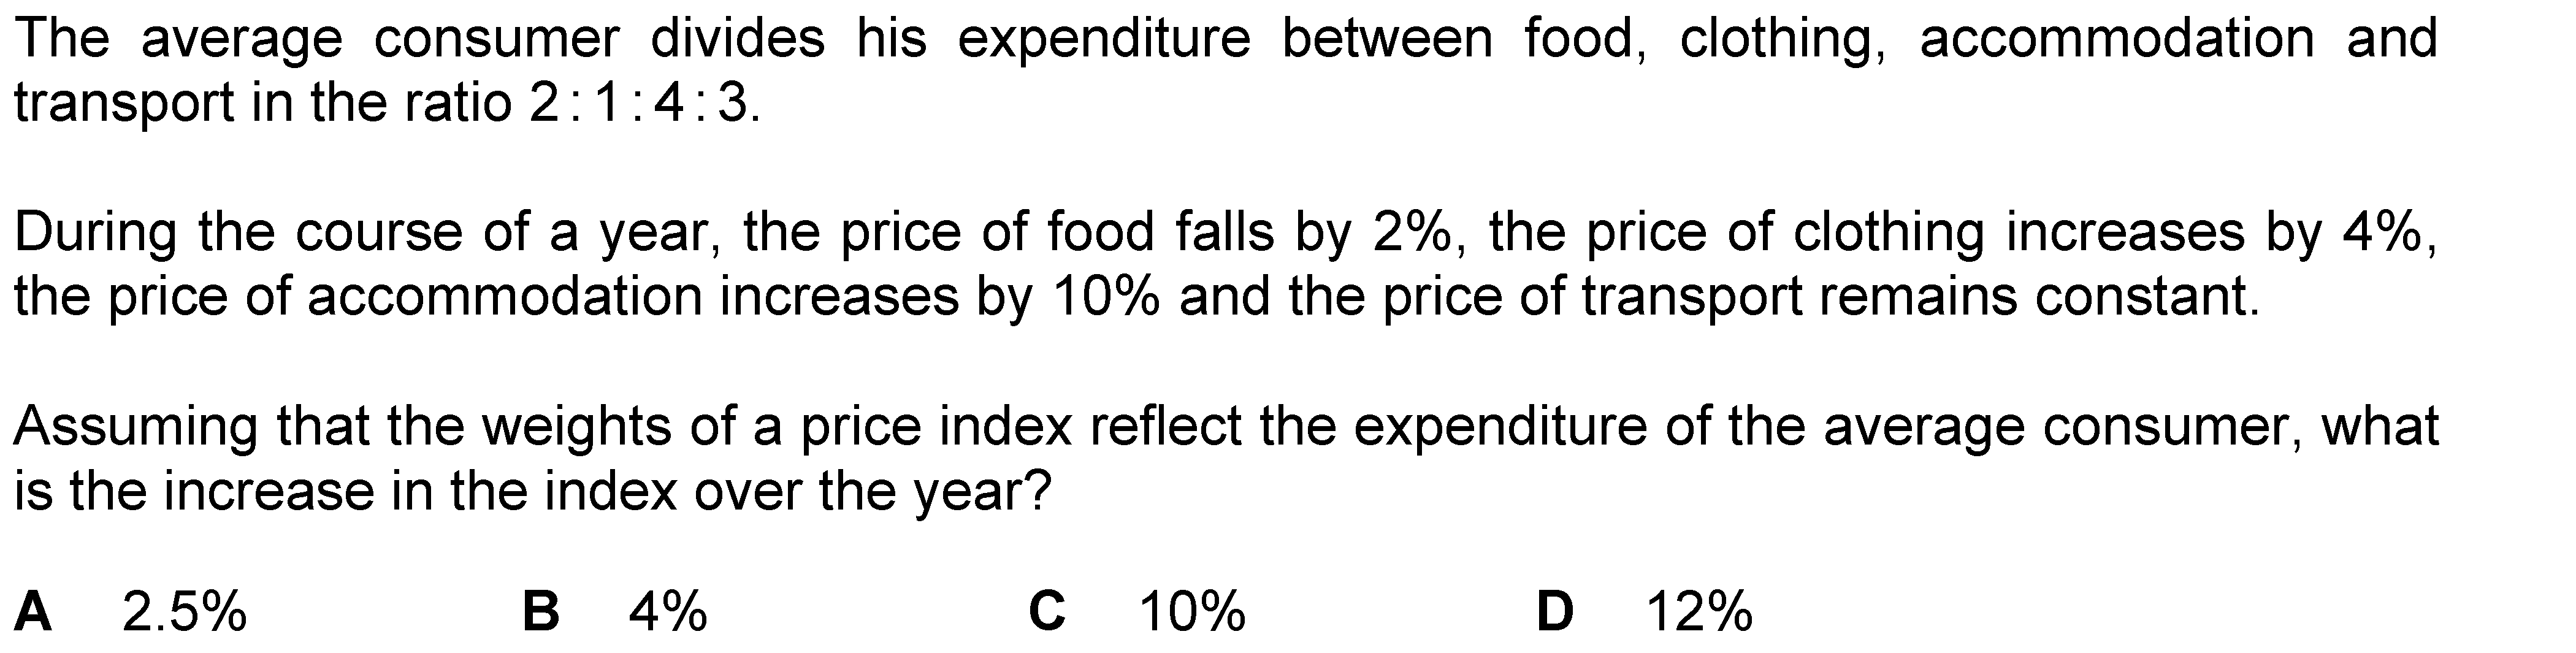 The average consumer divides his expenditure between food, clothing, accommodation and
transport in the ratio 2 : 1 : 4 : 3.
During the course of a year, the price of food falls by 2%, the price of clothing increases by 4%,
the price of accommodation increases by 10% and the price of transport remains constant.
Assuming that the weights of a price index reflect the expenditure of the average consumer, what
is the increase in the index over the year?
A 2.5% B 4% C 10% D 12%